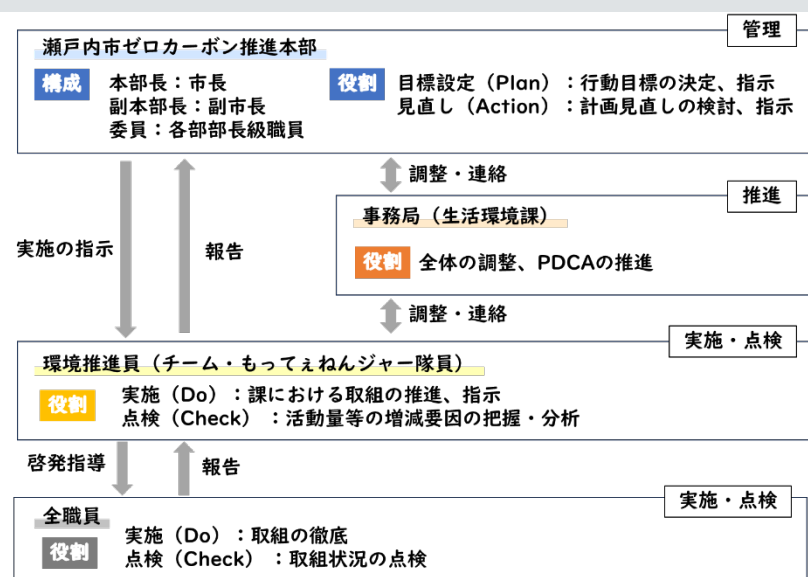 管理
瀬戸内市ゼロカーボン推進本部
構成
本部長：市長
副本部長：副市長
委員：各部部長級職員
役割
目標設定（Plan）：行動目標の決定、指示
見直し（Action）：計画見直しの検討、指示
実施の指示
報告
調整・連絡
推進
事務局（生活環境課）
役割 全体の調整、PDCAの推進
調整・連絡
実施・点検
環境推進員（チーム・もってぇねんジャー隊員）
役割
実施（Do）：課における取組の推進、指示
点検（Check）：活動量等の増減要因の把握・分析
啓発指導
報告
実施・点検
全職員
役割
実施（Do）：取組の徹底
点検（Check）：取組状況の点検